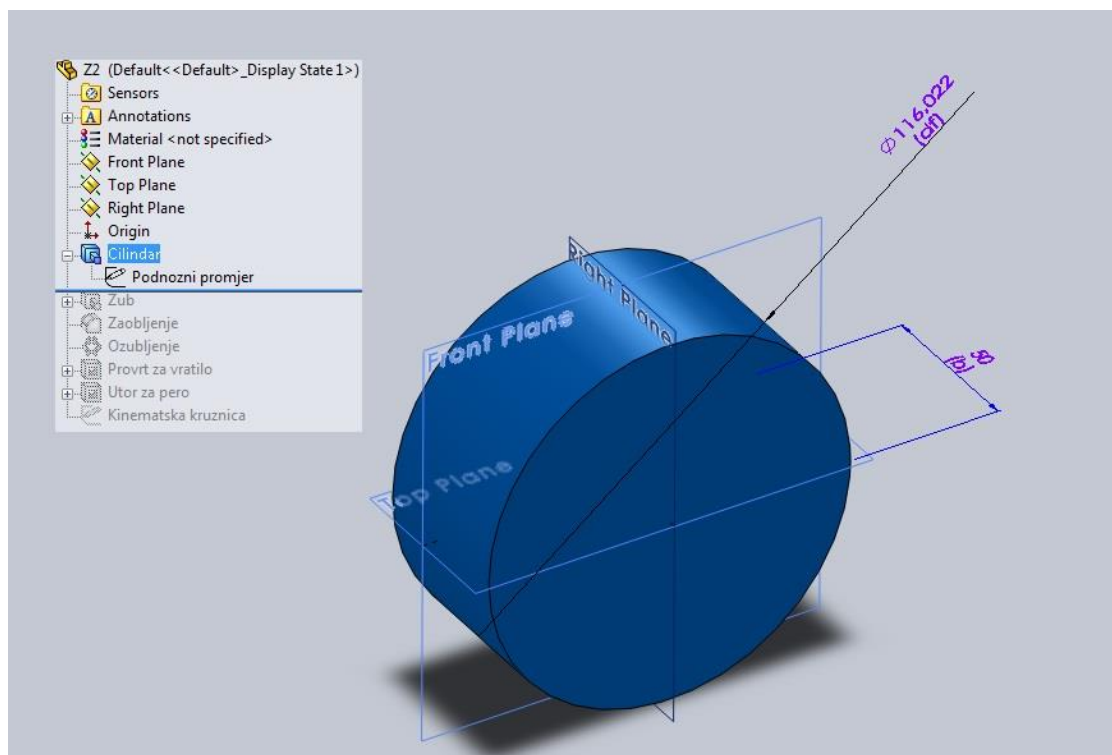 Z2 (Default<<Default>_Display State 1>)
Sensors
A Annotations
Material <not specified>
Front Plane
Top Plane
Right Plane
Origin
Cilindar
Podnozni promjer
Zub
Zaobljenje
Ozubljenje
Provrt za vratilo
Utor za pero
Kinematska kruznica
Φ116,022
(df)
Right Plane
Front Plane
(b)
Top Plane